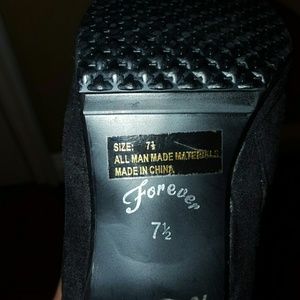 SIZE: 7½
ALL MAN MADE MATERIALS
MADE IN CHINA
Forever
7½